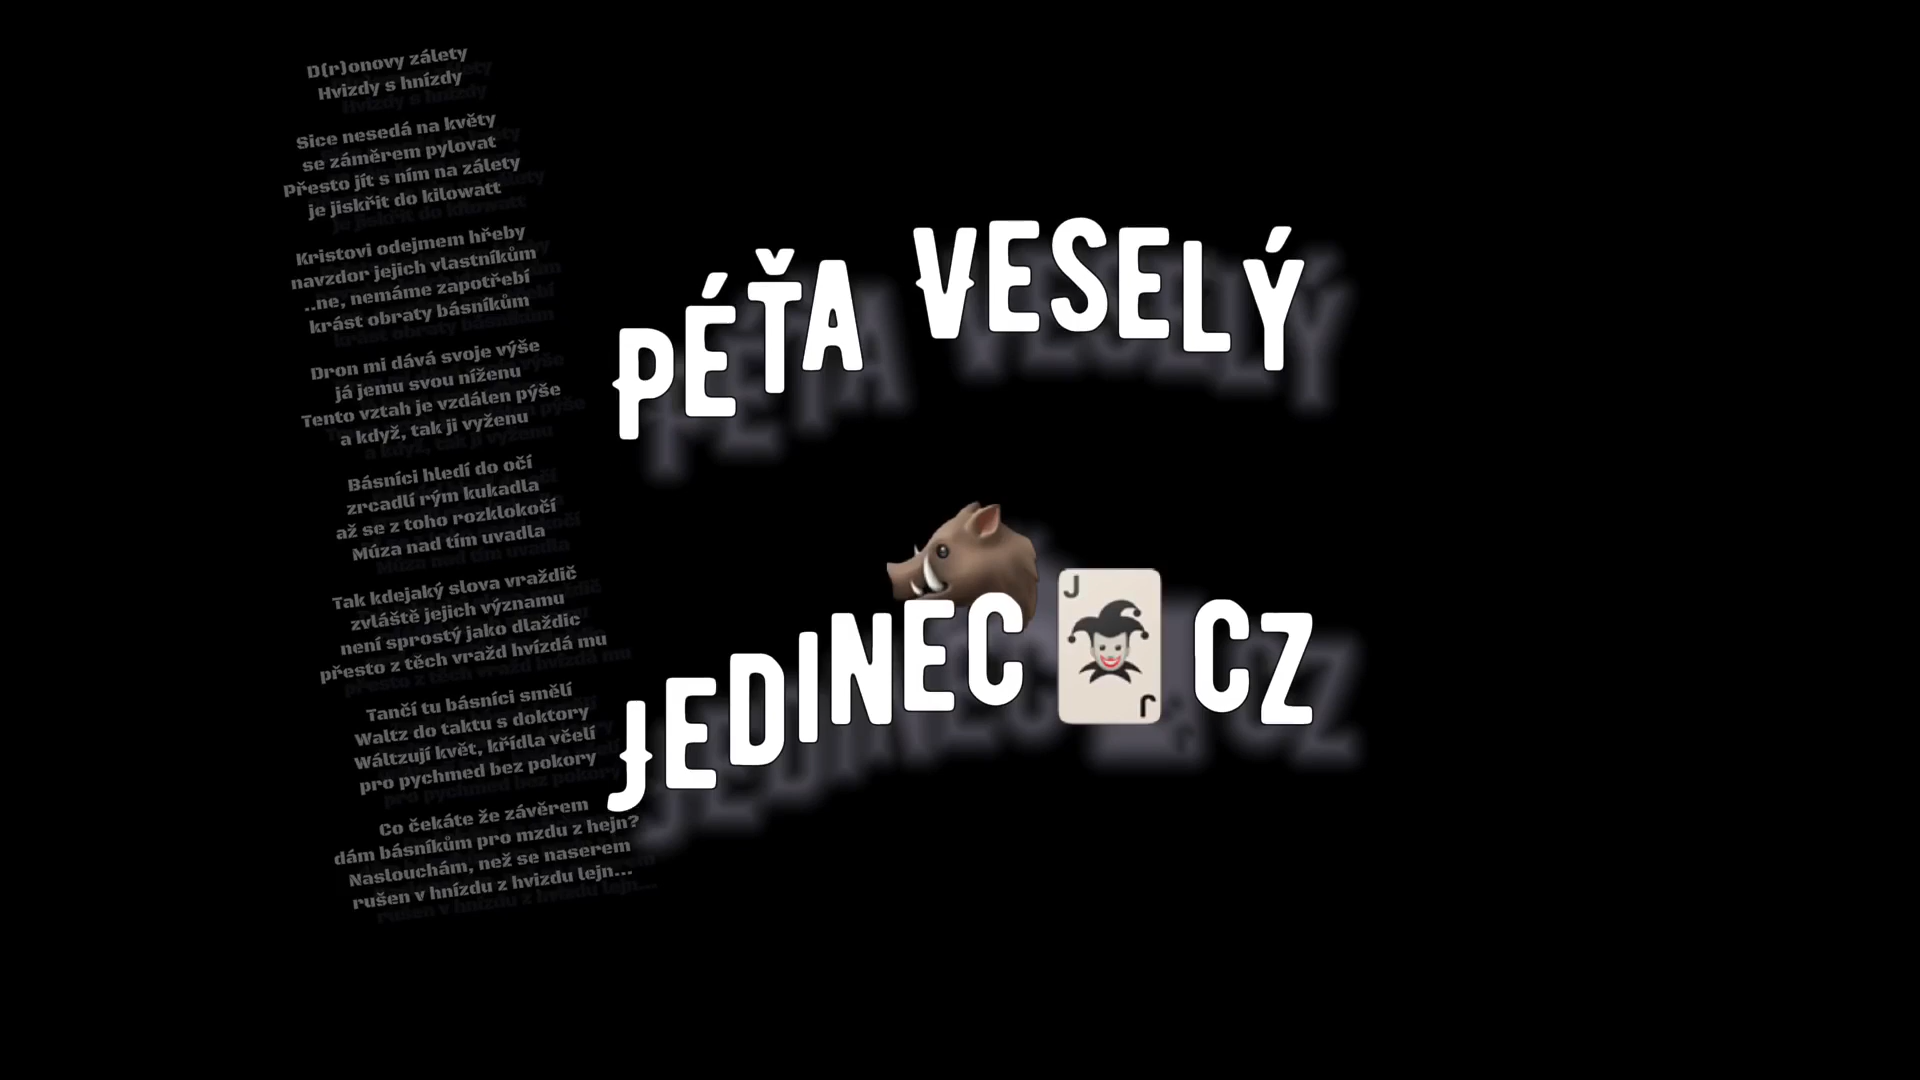 D(r)onovy zálety
Hvizdy s hnízdy
Sice nesedá na květy
se záměrem pylovat
Přesto jít s ním na zálety
je jiskřit do kilowatt
Kristovi odejmem hřeby
navzdor jejich vlastníkům
..ne, nemáme zapotřebí
krást obraty básníkům
Dron mi dává svoje výše
já jemu svou níženu
Tento vztah je vzdálen pýše
a když, tak ji vyženu
Básníci hledí do očí
zrcadlí rým kukadla
až se z toho rozklokočí
Múza nad tím uvadla
Tak kdejaký slova vraždič
zvláště jejich významu
není sprostý jako dlaždic
přesto z těch vražd hvízdá mu
Tančí tu básníci smělí
Waltz do taktu s doktory
Wáltzují květ, křídla včelí
pro pychmed bez pokory
Co čekáte že závěrem
dám básníkům pro mzdu z hejn?
Naslouchám, než se naserem
rušen v hnízdu z hvizdu lejn...
PÉŤA VESELÝ
JEDINEC J J CZ